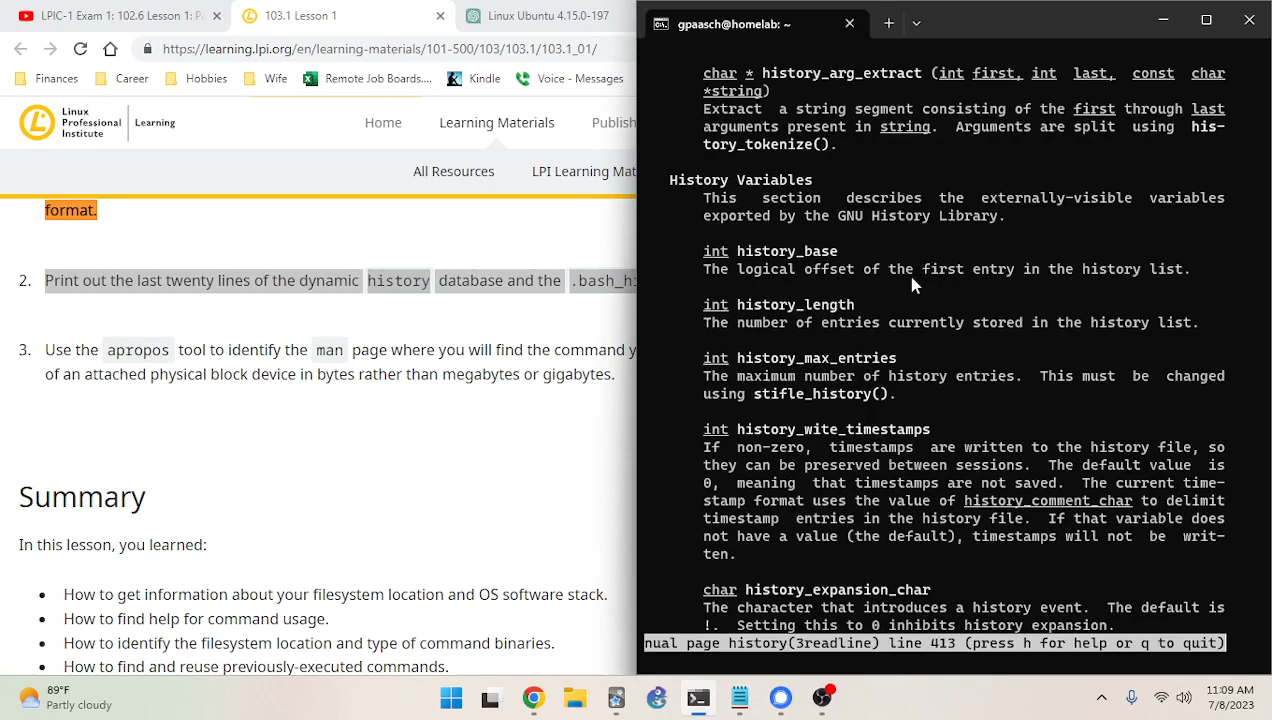 LPIC-1 Exam 1: 102.6 Lesson 1: P
103.1 Lesson 1
Linux Ubuntu 4.15.0-197
gpaasch@homelab: ~
https://learning.lpi.org/en/learning-materials/101-500/103/103.1/103.1_01/
Finances
Career
Hobbies
Wife
Remote Job Boards....
Kindle
Voice - Messages
Linux
Professional
Institute
Learning
Home
Learning Materials
Publish
All Resources
LPI Learning Mat
format.
2. Print out the last twenty lines of the dynamic history database and the .bash_hi
3. Use the apropos tool to identify the man page where you will find the command y
of an attached physical block device in bytes rather than megabytes or gigabytes.
Summary
In this lesson, you learned:
• How to get information about your filesystem location and OS software stack.
• How to find help for command usage.
• How to identify the filesystem location and type of command binaries.
• How to find and reuse previously-executed commands.
char * history_arg_extract (int first, int last, const char
*string)
Extract a string segment consisting of the first through last
arguments present in string. Arguments are split using his-
tory_tokenize().
History Variables
This section describes the externally-visible variables
exported by the GNU History Library.
int history_base
The logical offset of the first entry in the history list.
int history_length
The number of entries currently stored in the history list.
int history_max_entries
The maximum number of history entries. This must be changed
using stifle_history().
int history_wite_timestamps
If non-zero, timestamps are written to the history file, so
they can be preserved between sessions. The default value is
0, meaning that timestamps are not saved. The current time-
stamp format uses the value of history_comment_char to delimit
timestamp entries in the history file. If that variable does
not have a value (the default), timestamps will not be writ-
ten.
char history_expansion_char
The character that introduces a history event. The default is
!. Setting this to 0 inhibits history expansion.
nual page history(3readline) line 413 (press h for help or q to quit)
89°F
Partly cloudy
11:09 AM
7/8/2023